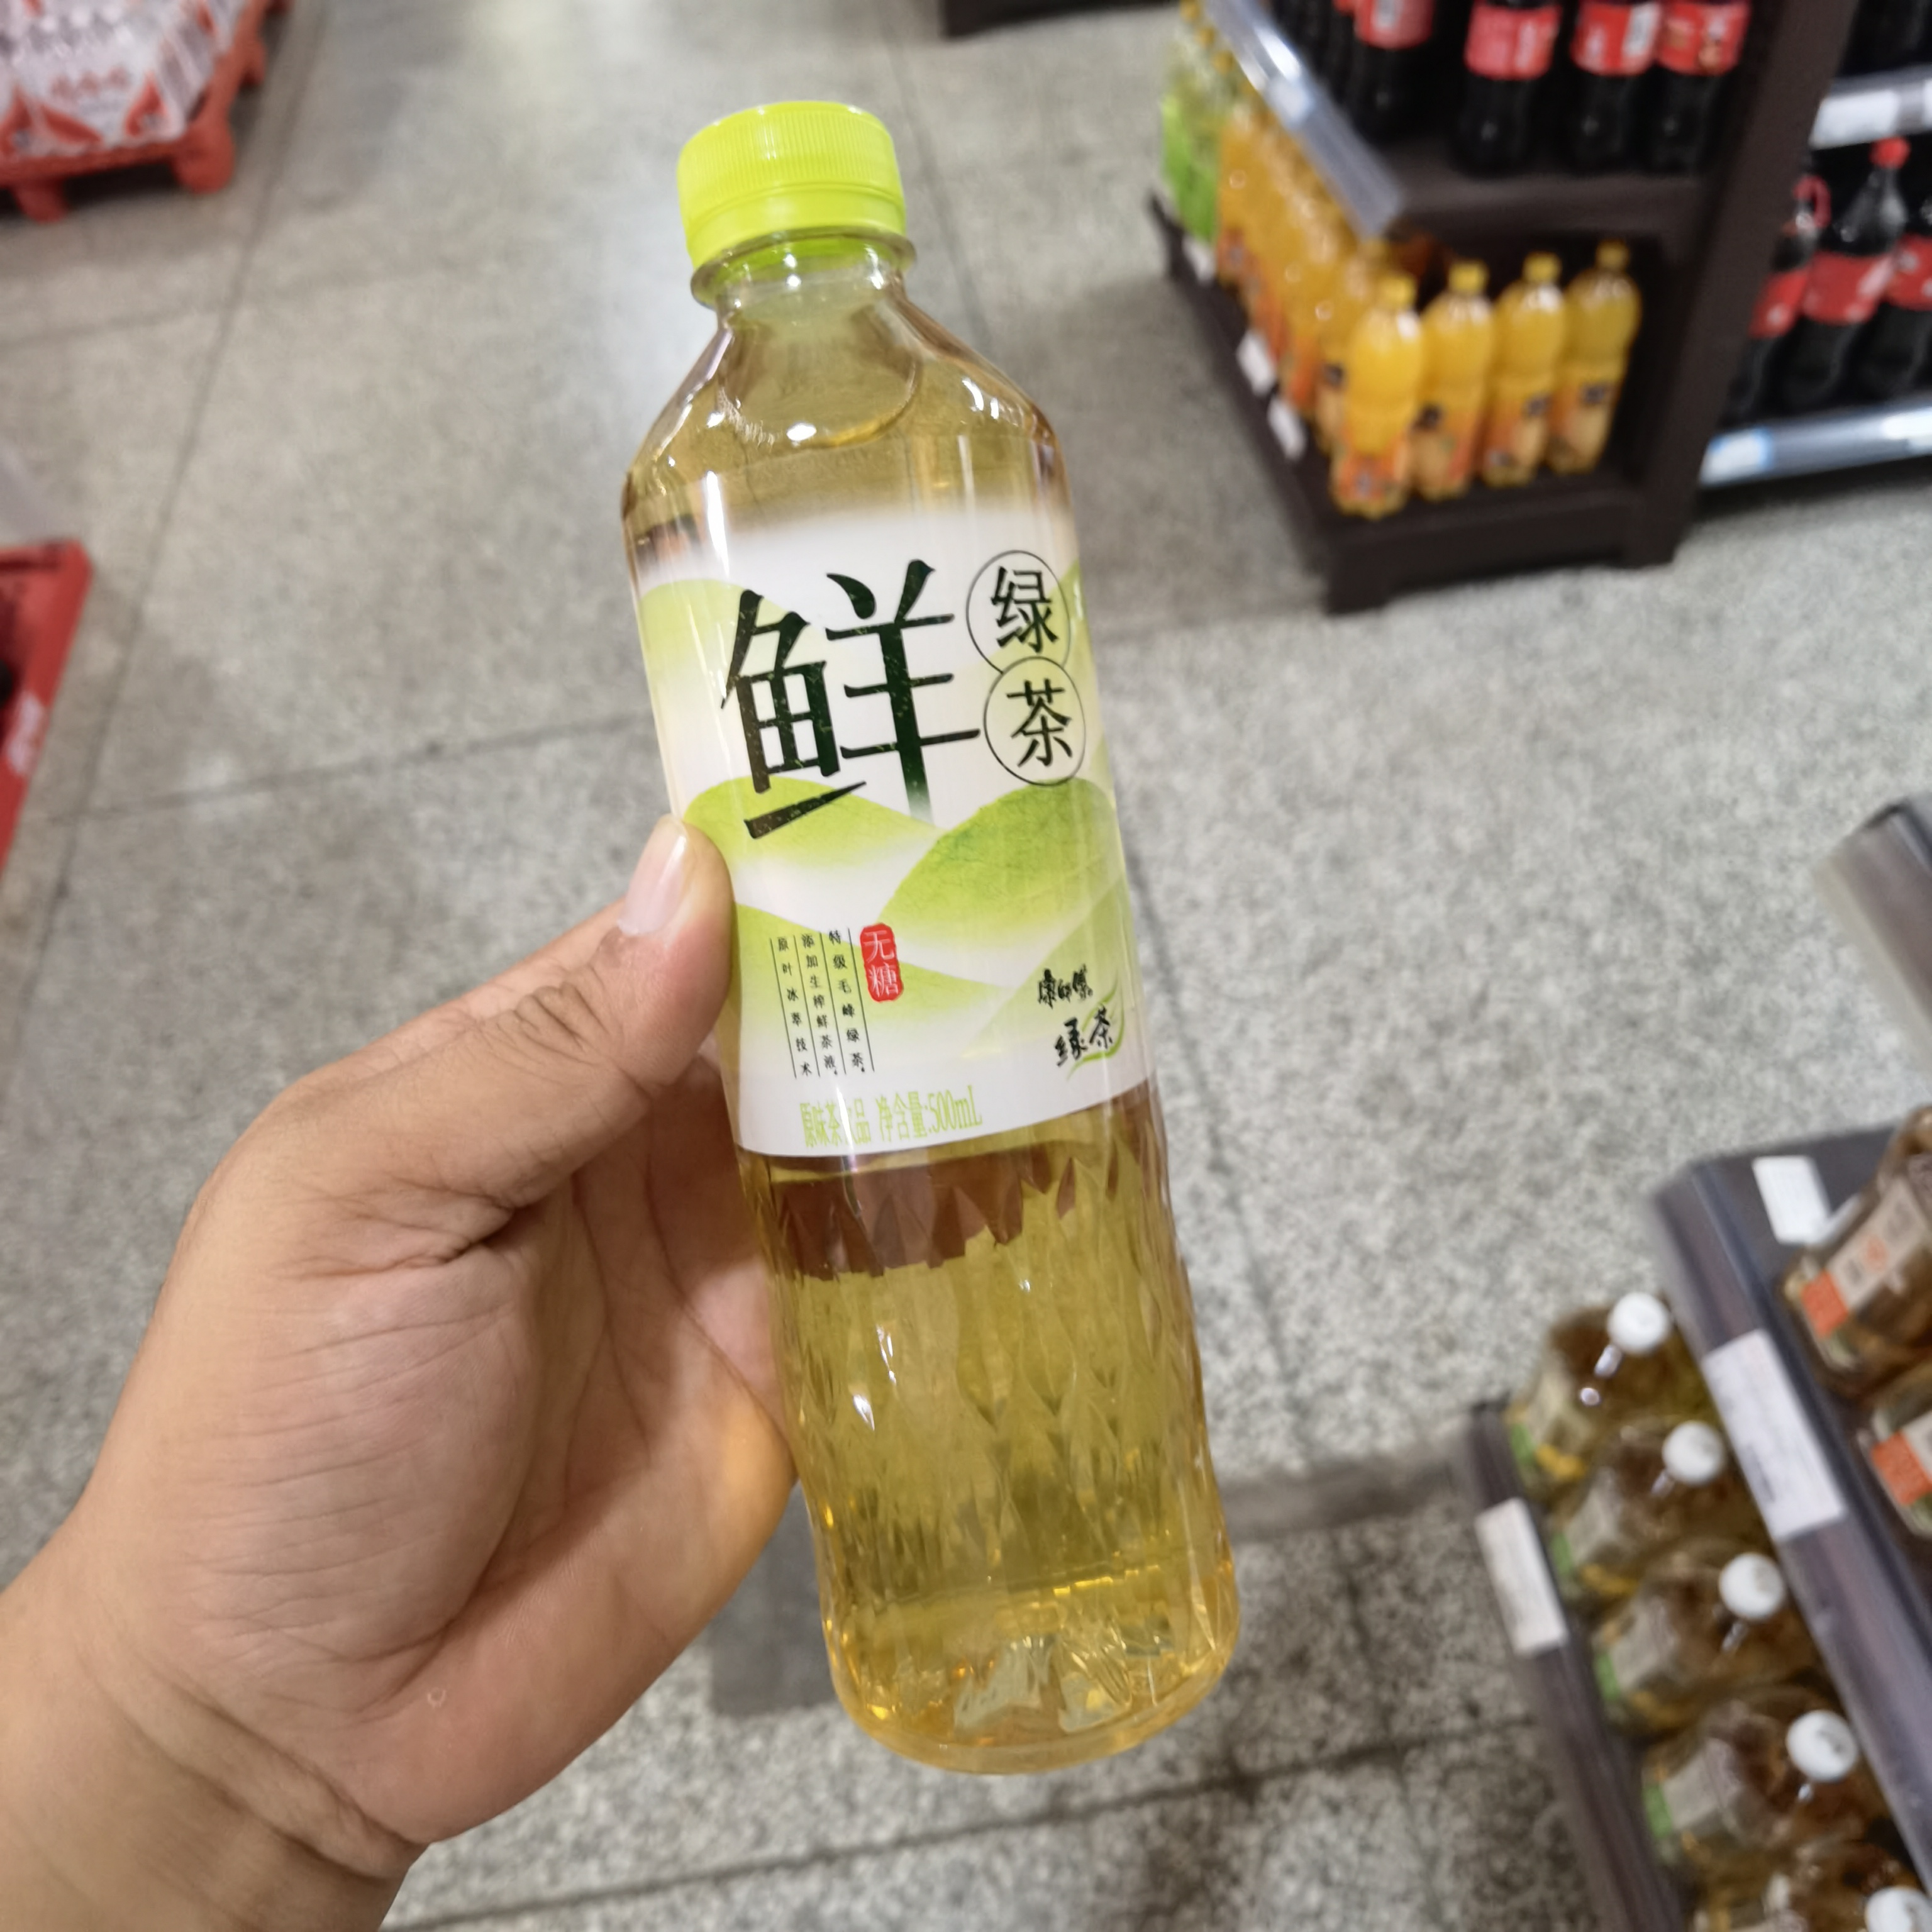 鲜
绿茶
无糖
特级毛峰绿茶
添加生榨鲜茶液
原叶冰萃技术
康师傅
绿茶
原味茶饮品 净含量:500mL